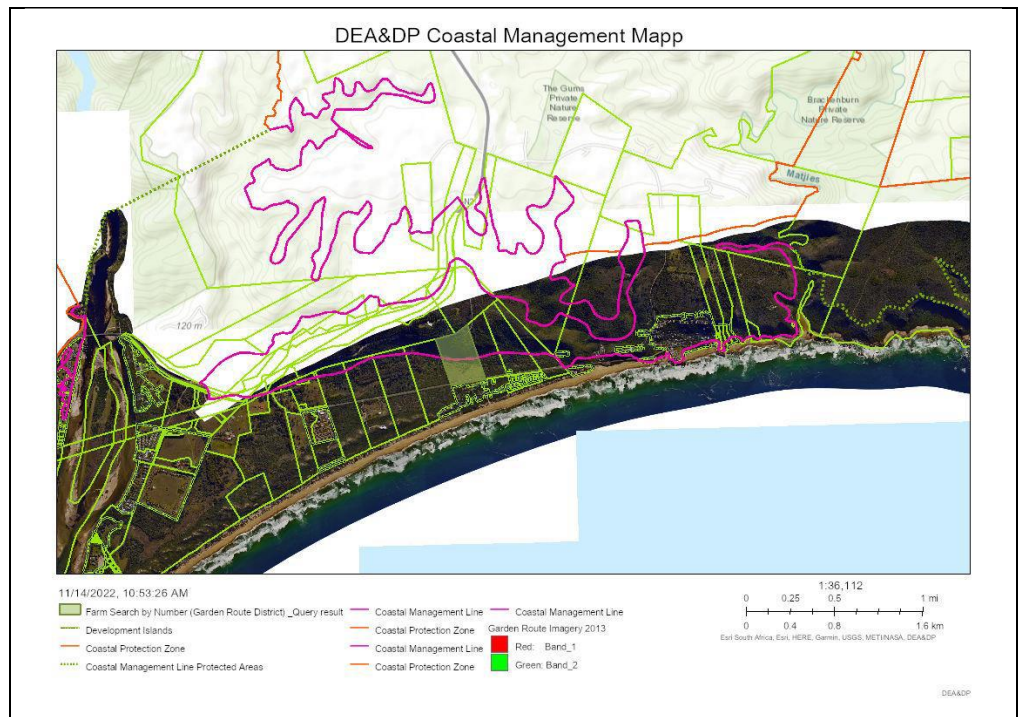 DEA&DP Coastal Management Mapp
The Gums
Private
Nature
Reserve
Brackenburn
Private
Nature Reserve
Matjies
N2
120 m
11/14/2022, 10:53:26 AM
Farm Search by Number (Garden Route District) _Query result
Development Islands
Coastal Protection Zone
Coastal Management Line Protected Areas
Coastal Management Line
Coastal Protection Zone
Coastal Management Line
Coastal Protection Zone
Coastal Management Line
Garden Route Imagery 2013
Red: Band_1
Green: Band_2
1:36,112
0 0.25 0.5 1 mi
0 0.4 0.8 1.6 km
Esri South Africa, Esri, HERE, Garmin, USGS, METI/NASA, DEA&DP
DEA&DP